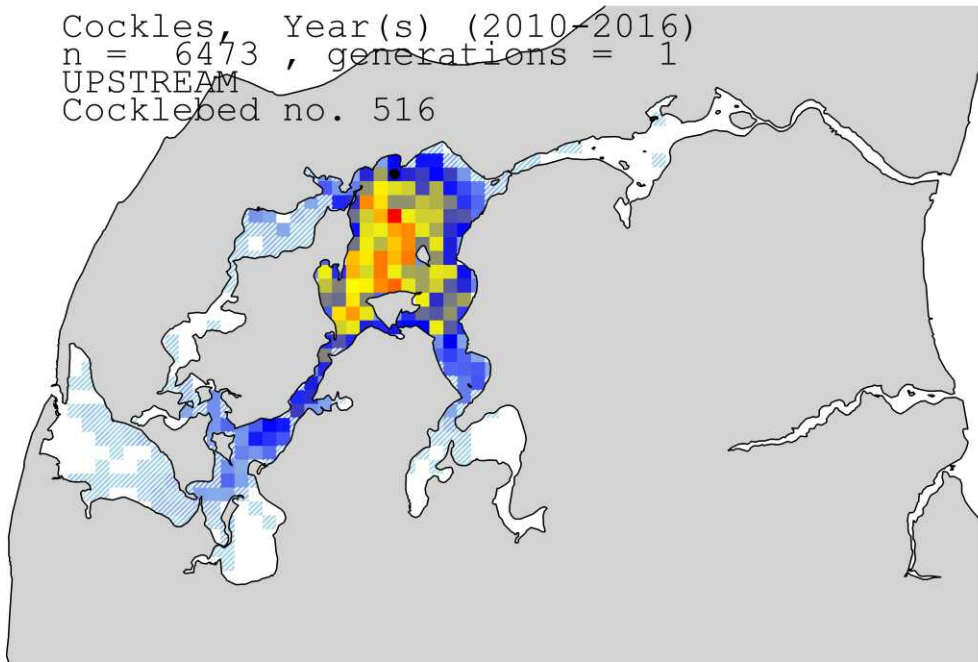 Cockles, Year(s) (2010-2016)
n = 6473 , generations = 1
UPSTREAM
Cocklebed no. 516